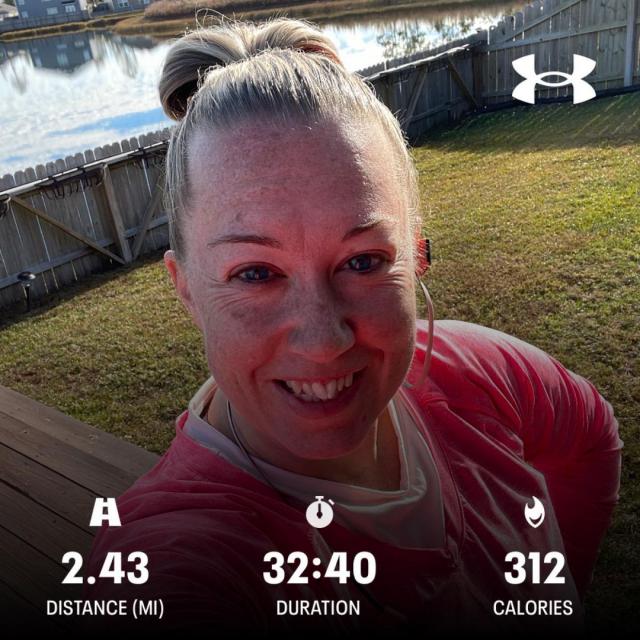 2.43
32:40
312
DISTANCE (MI)
DURATION
CALORIES